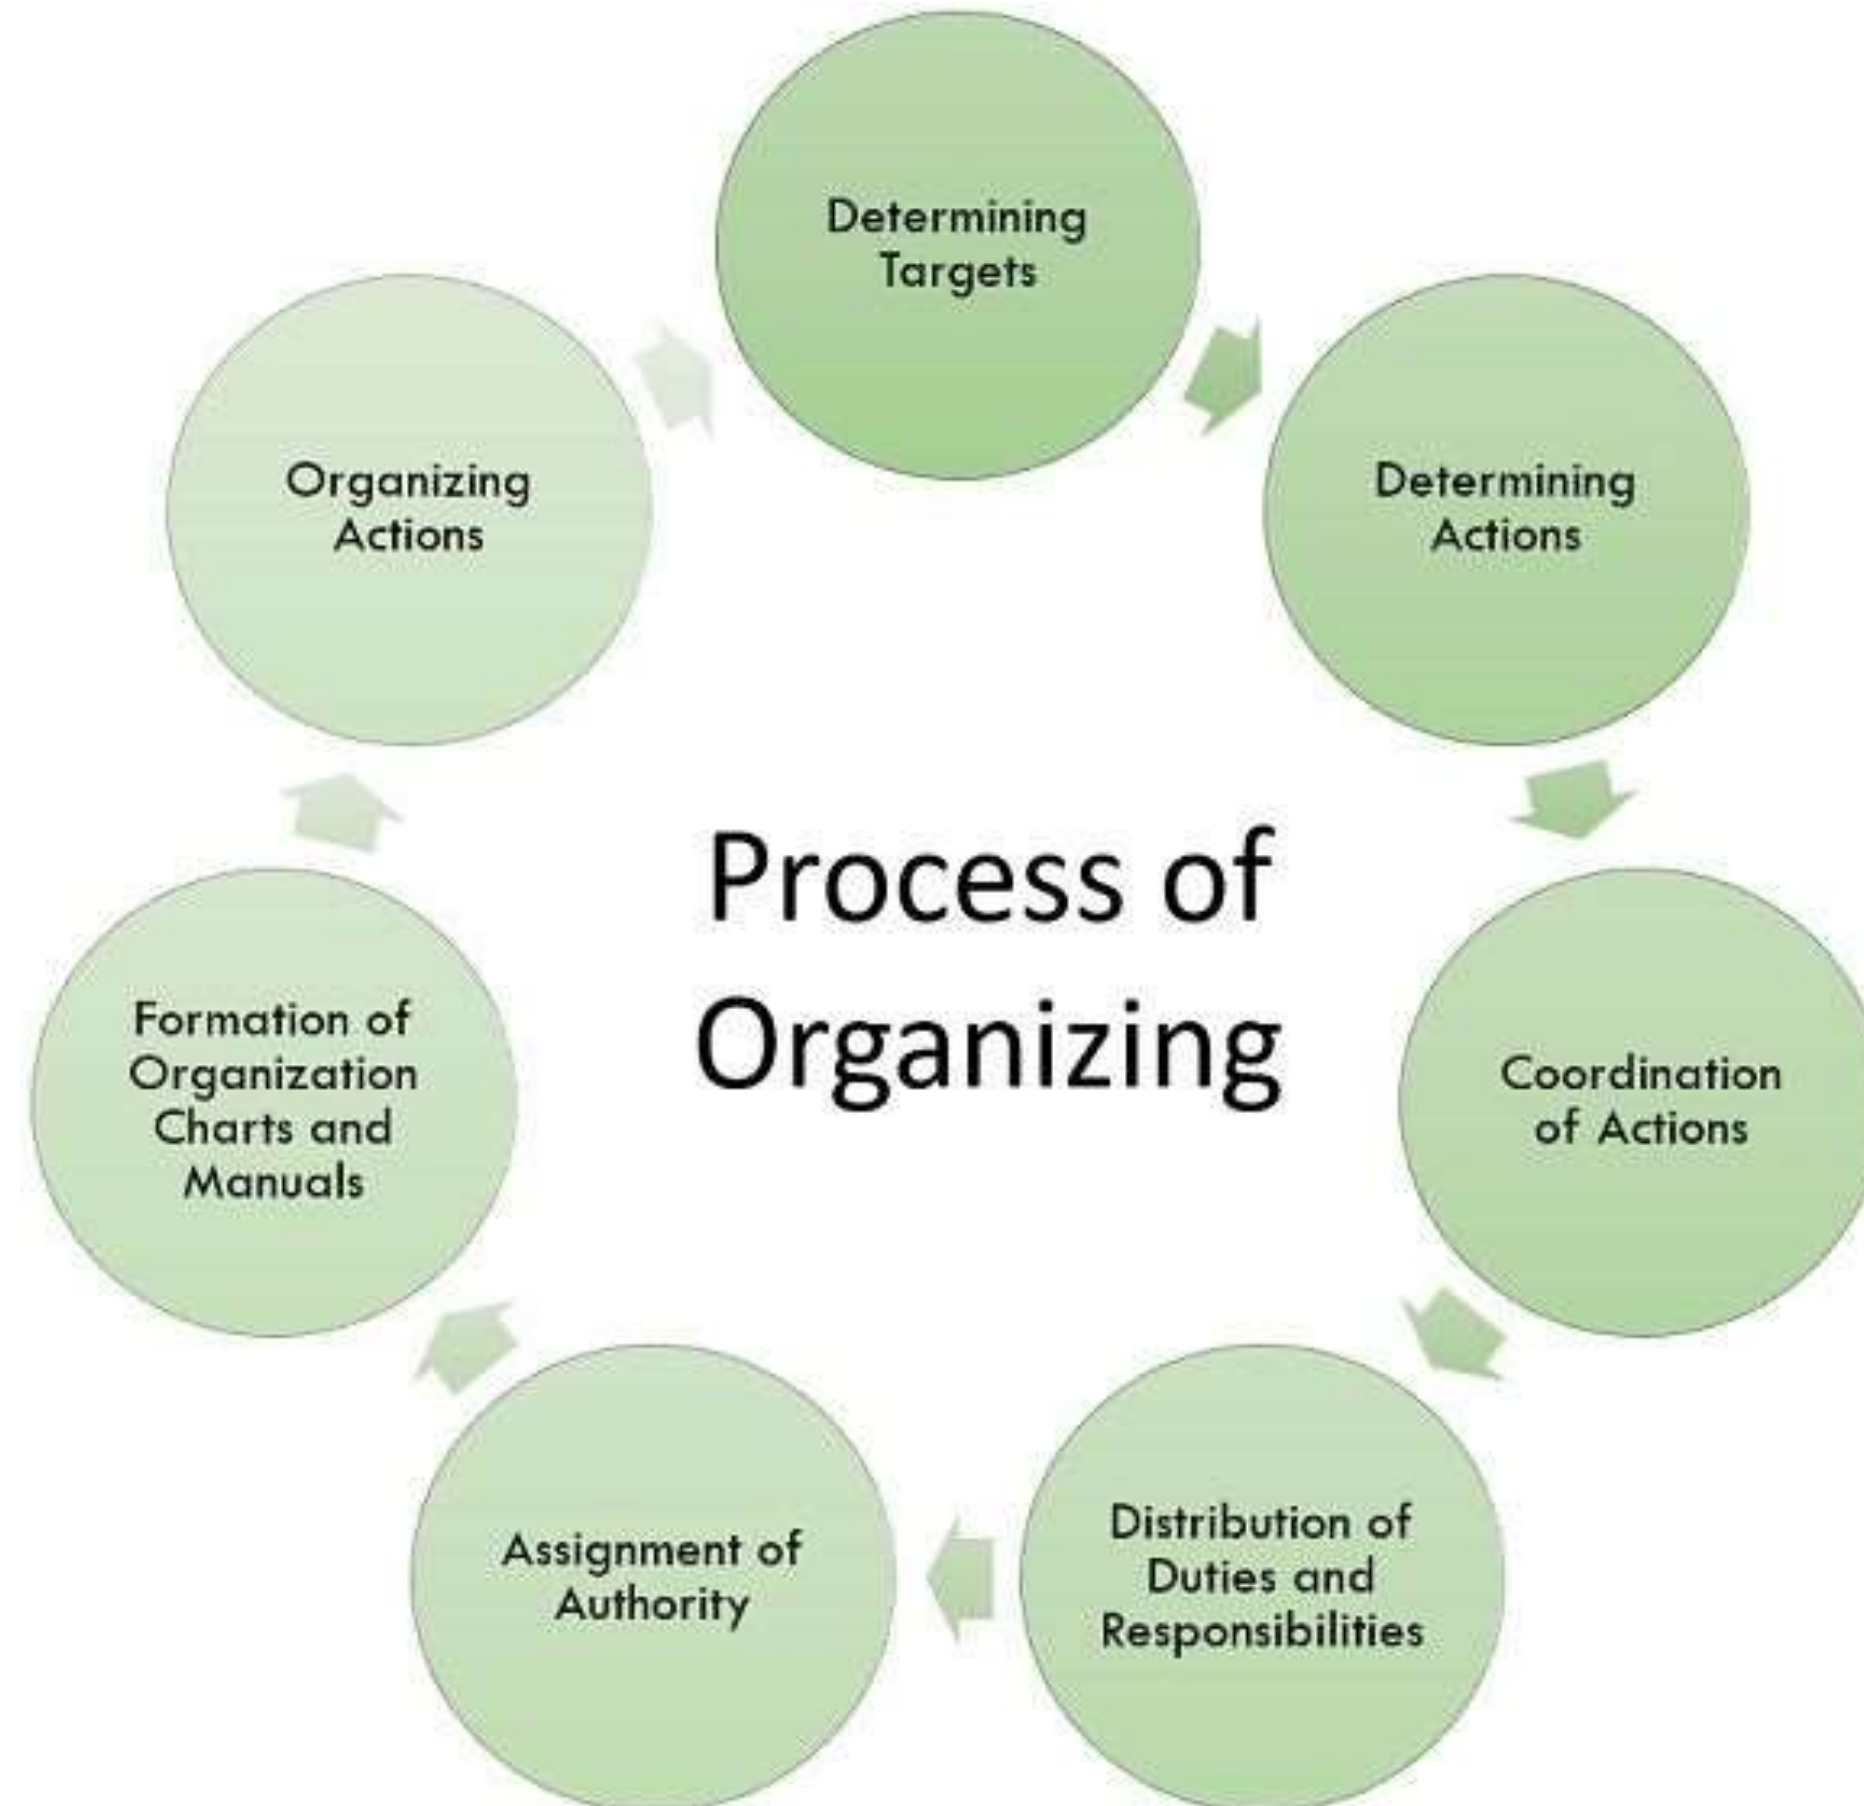 Determining
Targets
Determining
Actions
Coordination
of Actions
Distribution of
Duties and
Responsibilities
Assignment of
Authority
Formation of
Organization
Charts and
Manuals
Organizing
Actions
Process of
Organizing